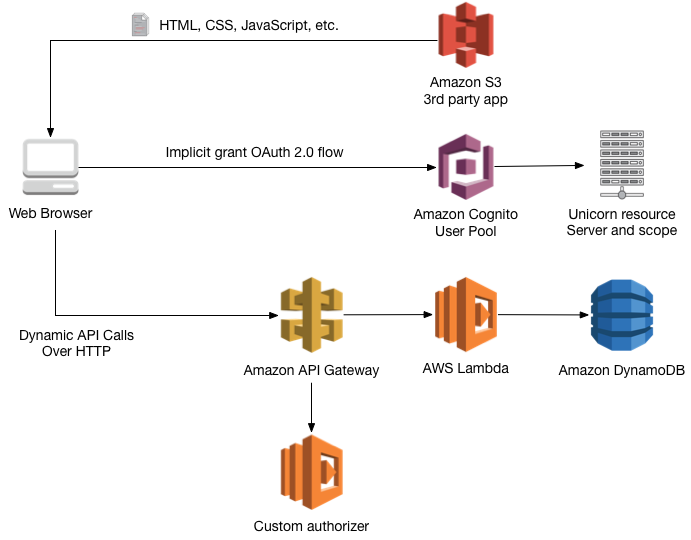 HTML, CSS, JavaScript, etc.
Amazon S3
3rd party app
Implicit grant OAuth 2.0 flow
Web Browser
Amazon Cognito
User Pool
Unicorn resource
Server and scope
Dynamic API Calls
Over HTTP
Amazon API Gateway
AWS Lambda
Amazon DynamoDB
Custom authorizer